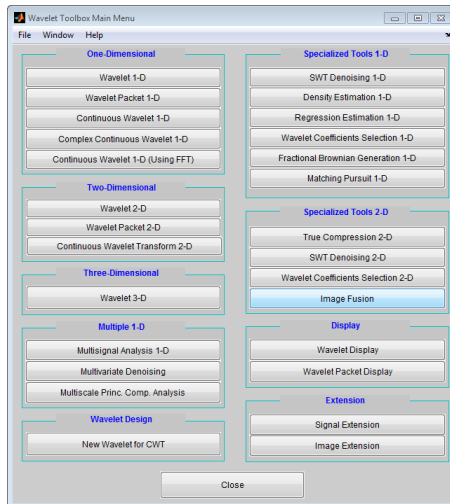 Wavelet Toolbox Main Menu
File Window Help
One-Dimensional
Wavelet 1-D
Wavelet Packet 1-D
Continuous Wavelet 1-D
Complex Continuous Wavelet 1-D
Continuous Wavelet 1-D (Using FFT)
Two-Dimensional
Wavelet 2-D
Wavelet Packet 2-D
Continuous Wavelet Transform 2-D
Three-Dimensional
Wavelet 3-D
Multiple 1-D
Multisignal Analysis 1-D
Multivariate Denoising
Multiscale Princ. Comp. Analysis
Wavelet Design
New Wavelet for CWT
Specialized Tools 1-D
SWT Denoising 1-D
Density Estimation 1-D
Regression Estimation 1-D
Wavelet Coefficients Selection 1-D
Fractional Brownian Generation 1-D
Matching Pursuit 1-D
Specialized Tools 2-D
True Compression 2-D
SWT Denoising 2-D
Wavelet Coefficients Selection 2-D
Image Fusion
Display
Wavelet Display
Wavelet Packet Display
Extension
Signal Extension
Image Extension
Close